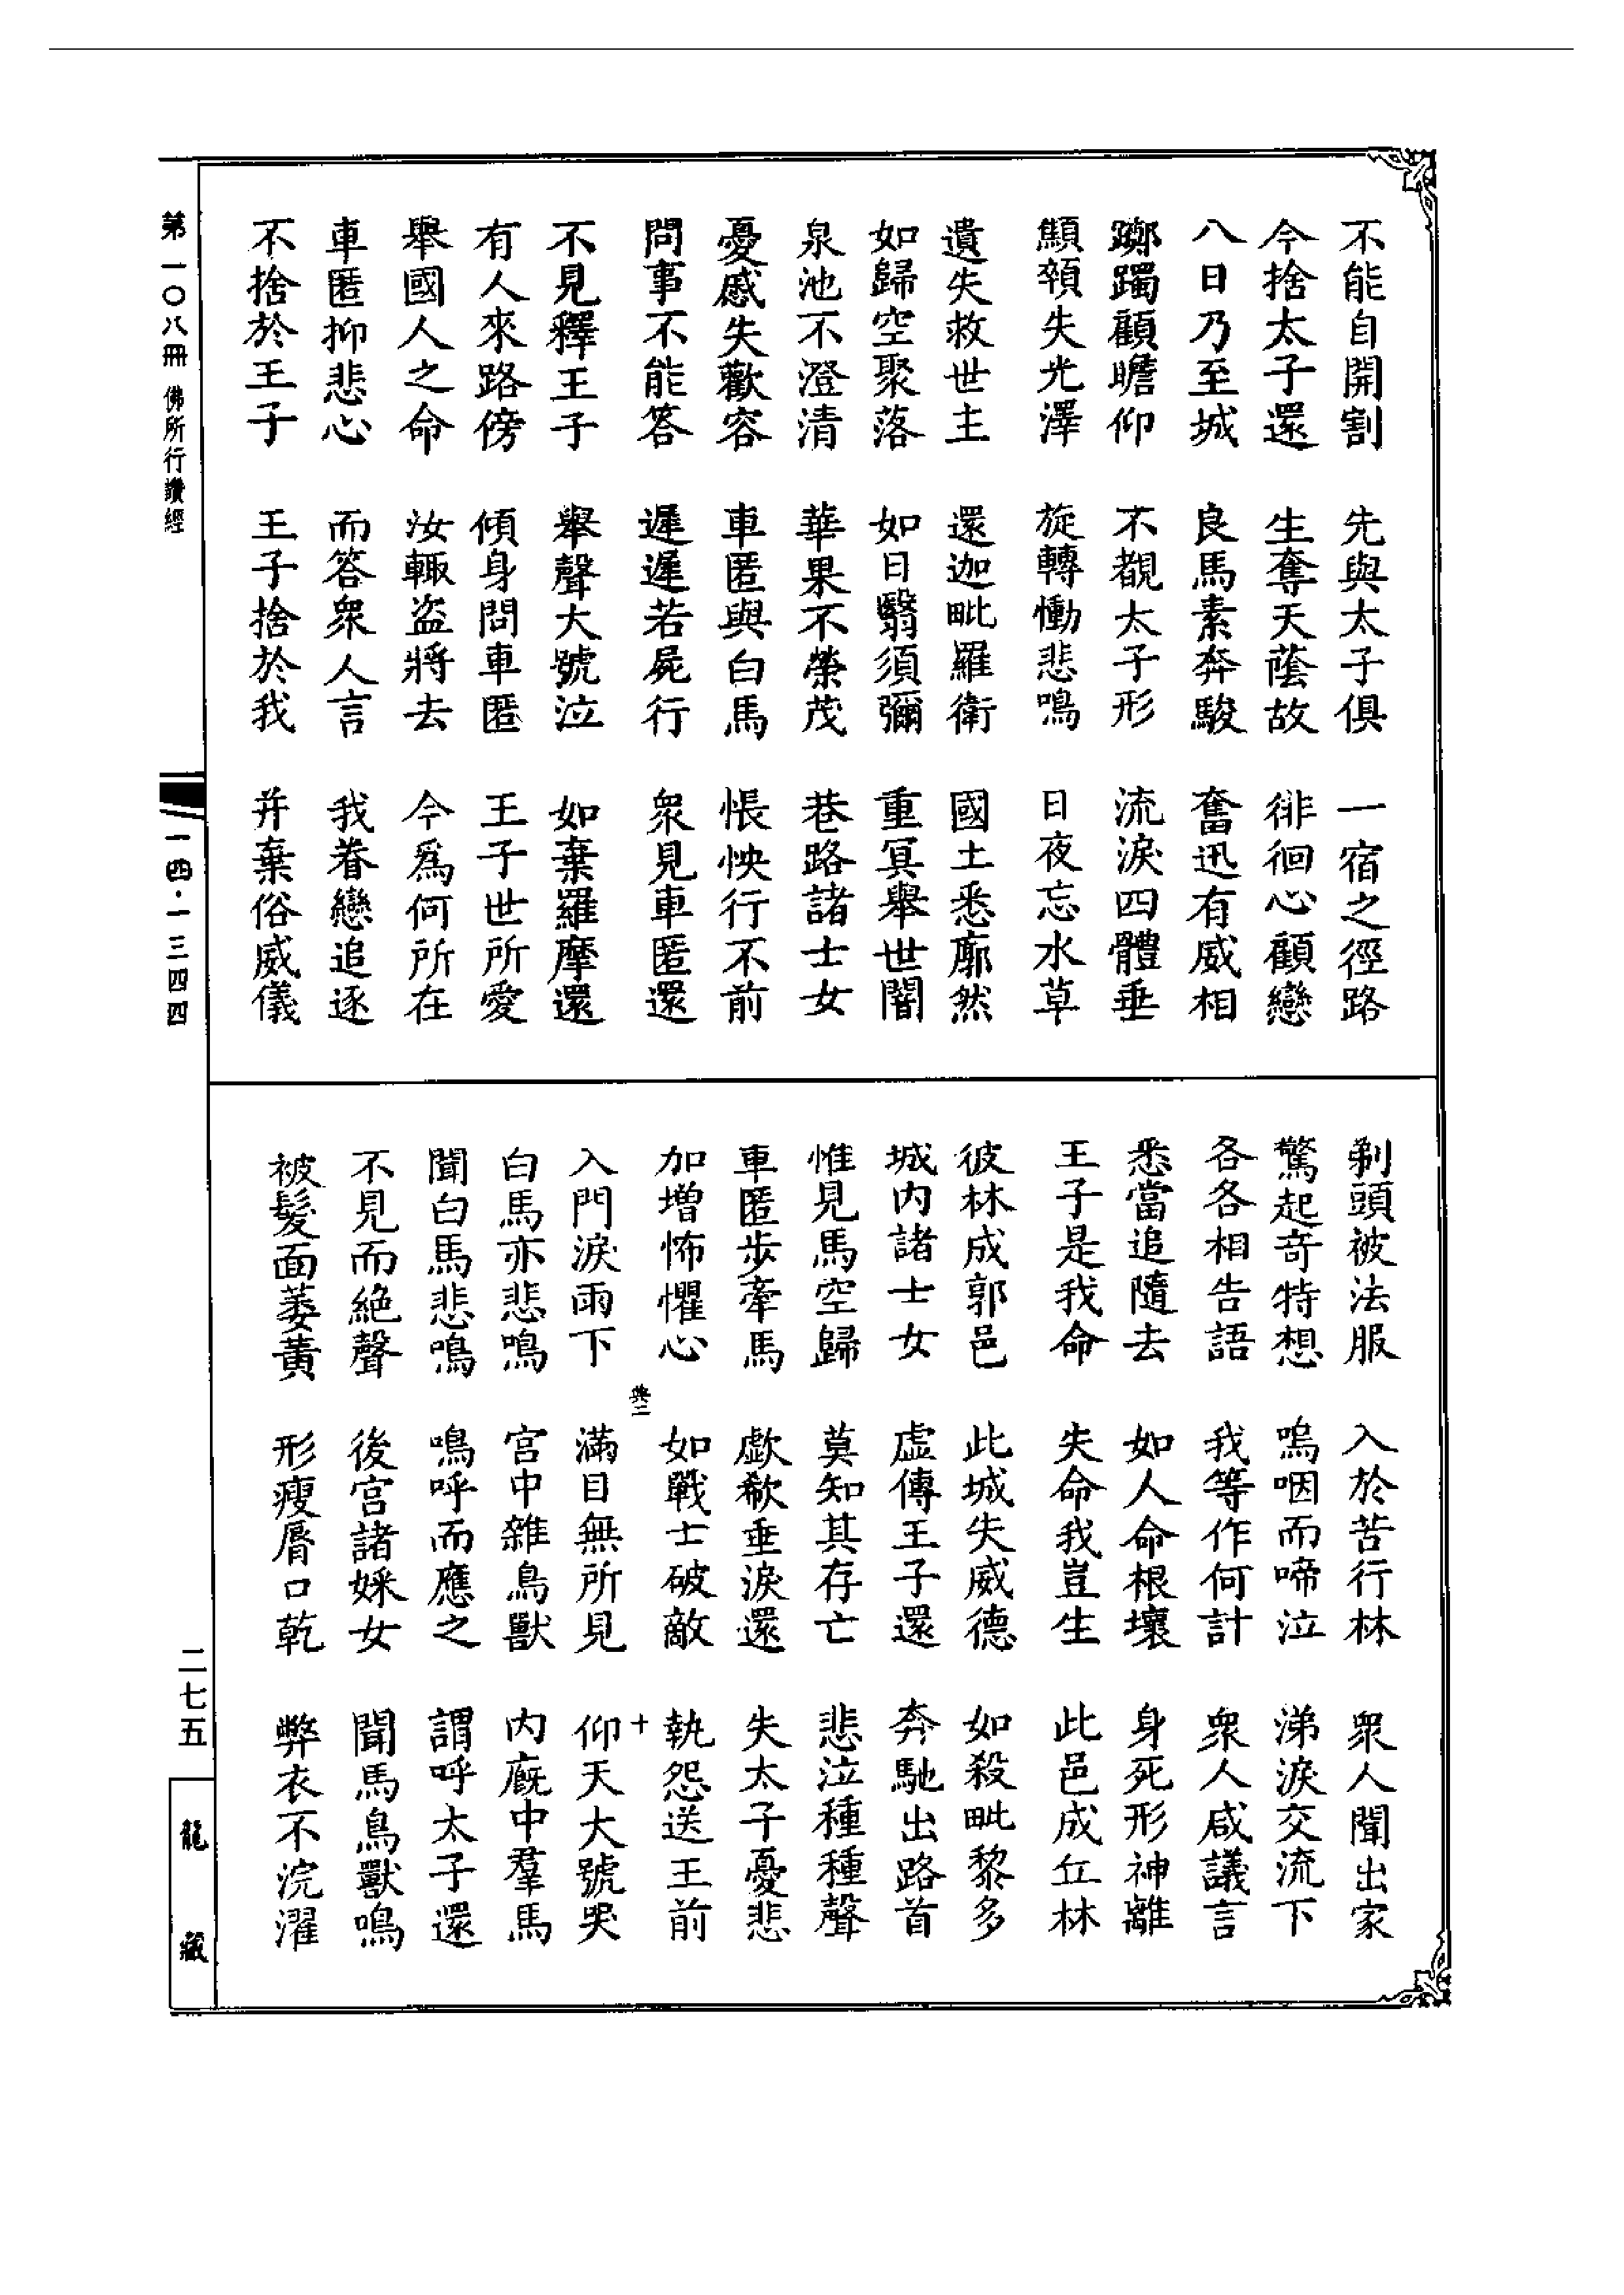 不能自開割　先與太子俱　一宿之徑路
今捨太子還　生奪天蔭故　徘徊心顧戀
八日乃至城　良馬素奔駿　奮迅有威相
躑躅顧瞻仰　不覩太子形　流淚四體垂
顦顇失光澤　旋轉慟悲鳴　日夜忘水草
遺失救世主　還迦毗羅衛　國土悉廓然
如歸空聚落　如日翳須彌　重冥舉世闇
泉池不澄清　華果不榮茂　巷路諸士女
憂慼失歡容　車匿與白馬　悵怏行不前
問事不能答　遲遲若屍行　衆見車匿還
不見釋王子　舉聲大號泣　如棄羅摩還
有人來路傍　傾身問車匿　王子世所愛
舉國人之命　汝輙盜將去　今爲何所在
車匿抑悲心　而答衆人言　我眷戀追逐
不捨於王子　王子捨於我　并棄俗威儀
剃頭被法服　入於苦行林　衆人聞出家
驚起奇特想　嗚咽而啼泣　涕淚交流下
各各相告語　我等作何計　衆人咸議言
悉當追隨去　如人命根壞　身死形神離
王子是我命　失命我豈生　此邑成丘林
彼林成郭邑　此城失威德　如殺毗黎多
城內諸士女　虛傳王子還　奔馳出路首
惟見馬空歸　莫知其存亡　悲泣種種聲
車匿步牽馬　歔欷垂淚還　失太子憂悲
加增怖懼心　如戰士破敵　執怨送王前
典三　十
入門淚雨下　滿目無所見　仰天大號哭
白馬亦悲鳴　宮中雜鳥獸　內廐中羣馬
聞白馬悲鳴　鳴呼而應之　謂呼太子還
不見而絕聲　後宮諸婇女　聞馬鳥獸鳴
被髮面萎黃　形瘦脣口乾　弊衣不浣濯
第一〇八冊　佛所行讚經
一四·一三四四
二七五
龍藏